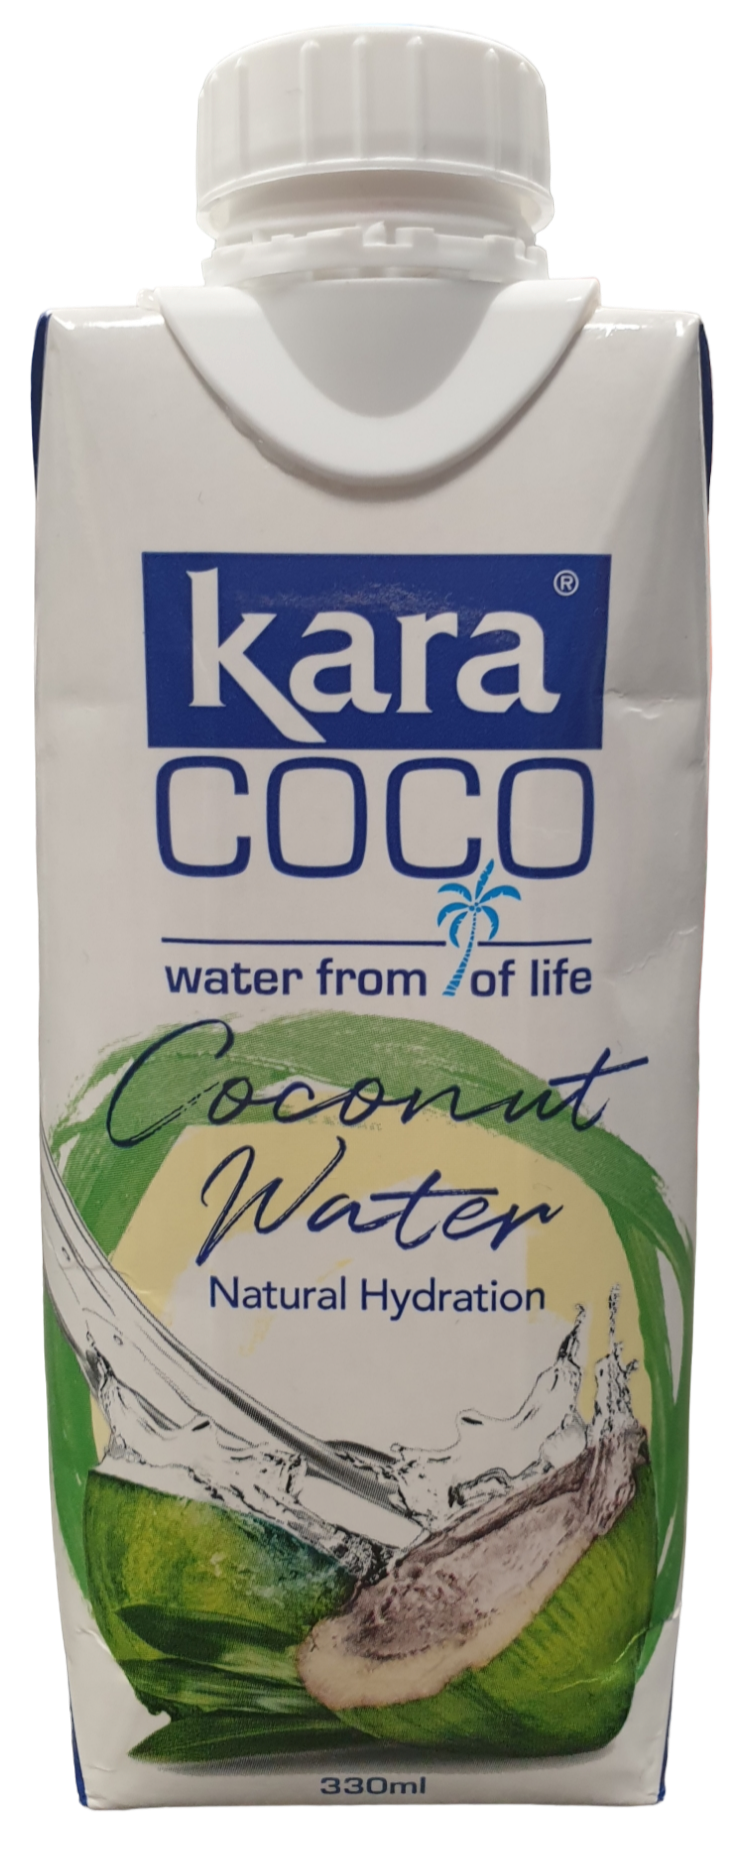 kara®
COCO
water from of life
Coconut
Water
Natural Hydration
330ml